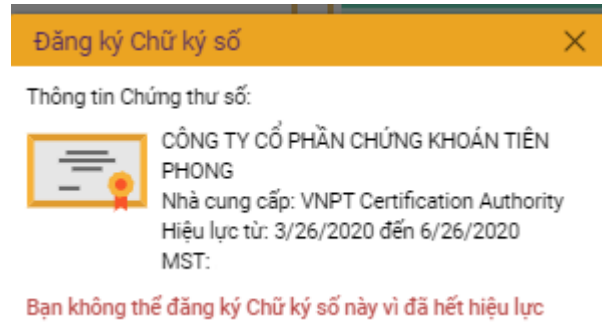 Đăng ký Chữ ký số
Thông tin Chứng thư số:
CÔNG TY CỔ PHẦN CHỨNG KHOÁN TIÊN
PHONG
Nhà cung cấp: VNPT Certification Authority
Hiệu lực từ: 3/26/2020 đến 6/26/2020
MST:
Bạn không thể đăng ký Chữ ký số này vì đã hết hiệu lực